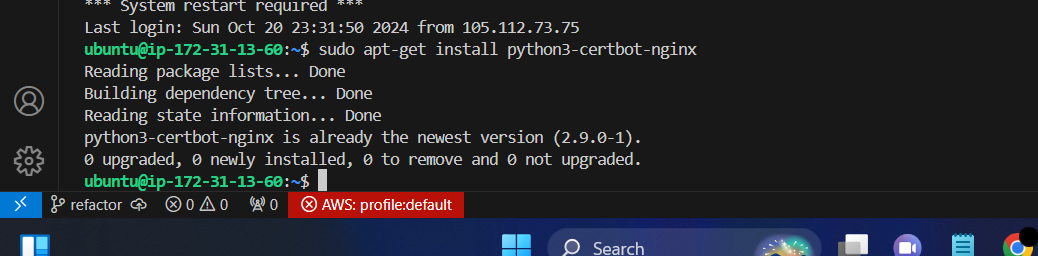 *** System restart required ***
Last login: Sun Oct 20 23:31:50 2024 from 105.112.73.75
ubuntu@ip-172-31-13-60:~$ sudo apt-get install python3-certbot-nginx
Reading package lists... Done
Building dependency tree... Done
Reading state information... Done
python3-certbot-nginx is already the newest version (2.9.0-1).
0 upgraded, 0 newly installed, 0 to remove and 0 not upgraded.
ubuntu@ip-172-31-13-60:~$
refactor 0 0 0 AWS: profile:default
Search